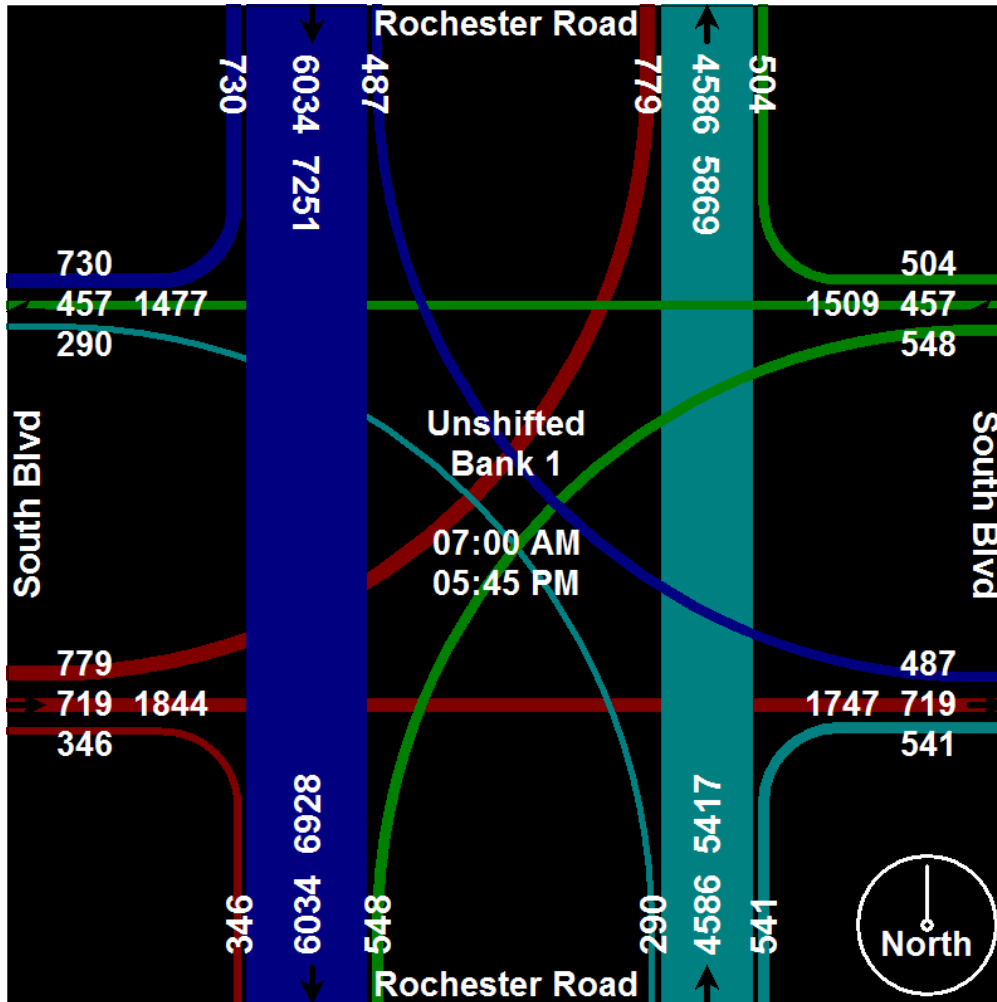 Rochester Road
730
6034 7251
487
779
4586 5869
504
730
457 1477
290
504
1509 457
548
South Blvd
Unshifted
Bank 1
07:00 AM
05:45 PM
South Blvd
779
719 1844
346
487
1747 719
541
346
6034 6928
548
290
4586 5417
541
North
Rochester Road